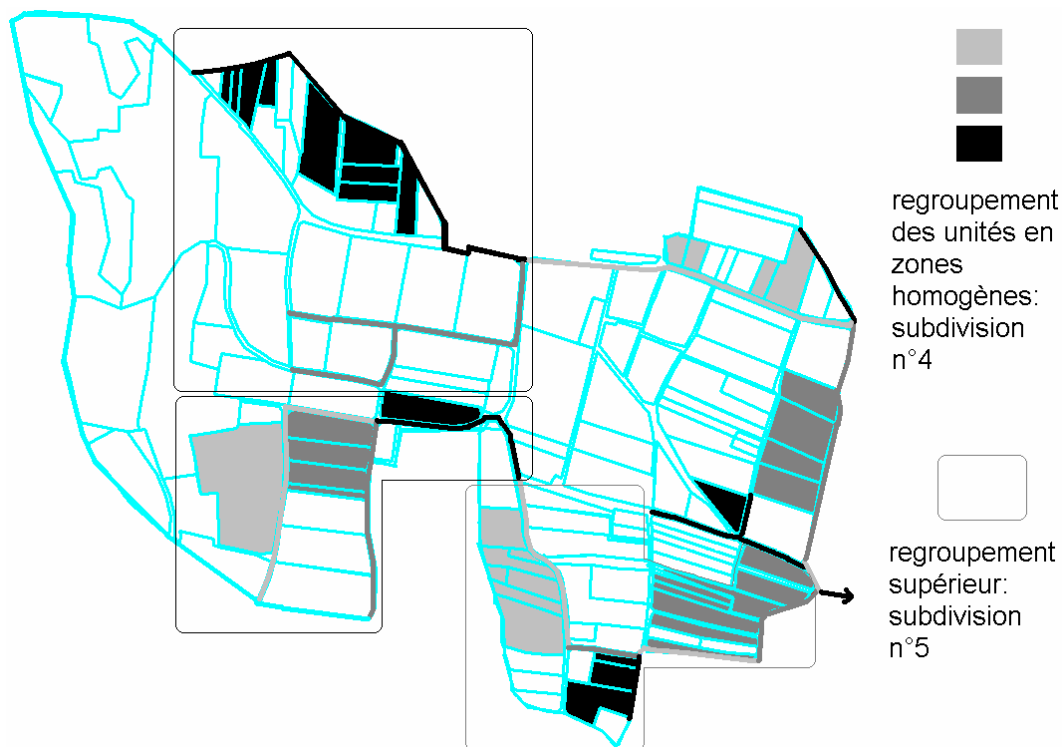 regroupement
des unités en
zones
homogènes:
subdivision
n°4
regroupement
supérieur:
subdivision
n°5